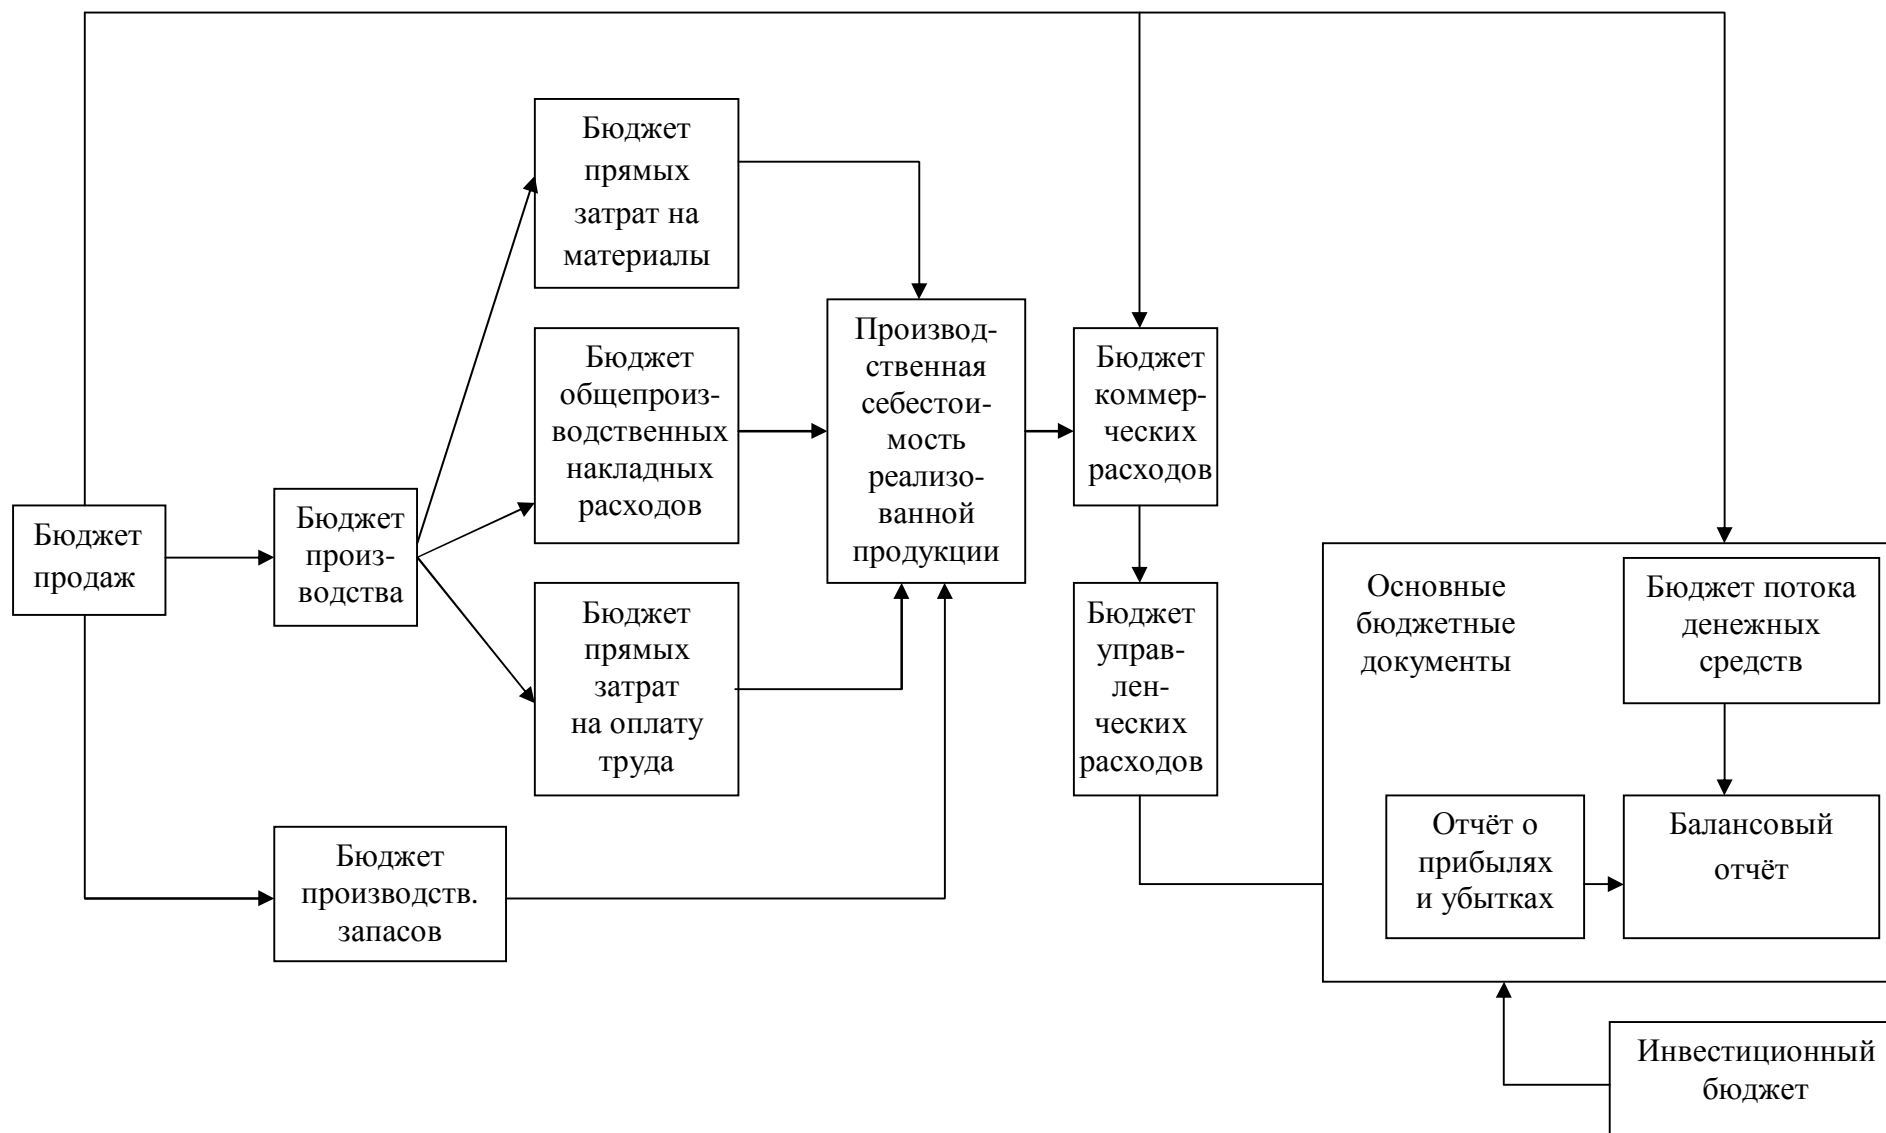 Бюджет
прямых
затрат на
материалы
Бюджет
общепроиз-
водственных
накладных
расходов
Производ-
ственная
себестои-
мость
реализо-
ванной
продукции
Бюджет
коммер-
ческих
расходов
Бюджет
продаж
Бюджет
произ-
водства
Бюджет
прямых
затрат
на оплату
труда
Бюджет
управ-
лен-
ческих
расходов
Основные
бюджетные
документы
Бюджет потока
денежных
средств
Отчёт о
прибылях
и убытках
Балансовый
отчёт
Бюджет
производств.
запасов
Инвестиционный
бюджет